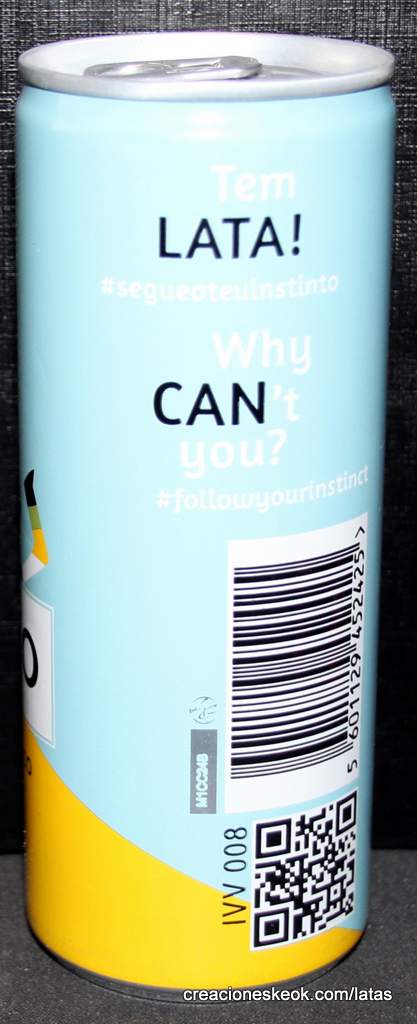 Tem
LATA!
#segueoteuinstinto
Why
CAN't
you?
#followyourinstinct
5 601129 452425 >
M1CC24B
IVV 008
O
creacioneskeok.com/latas